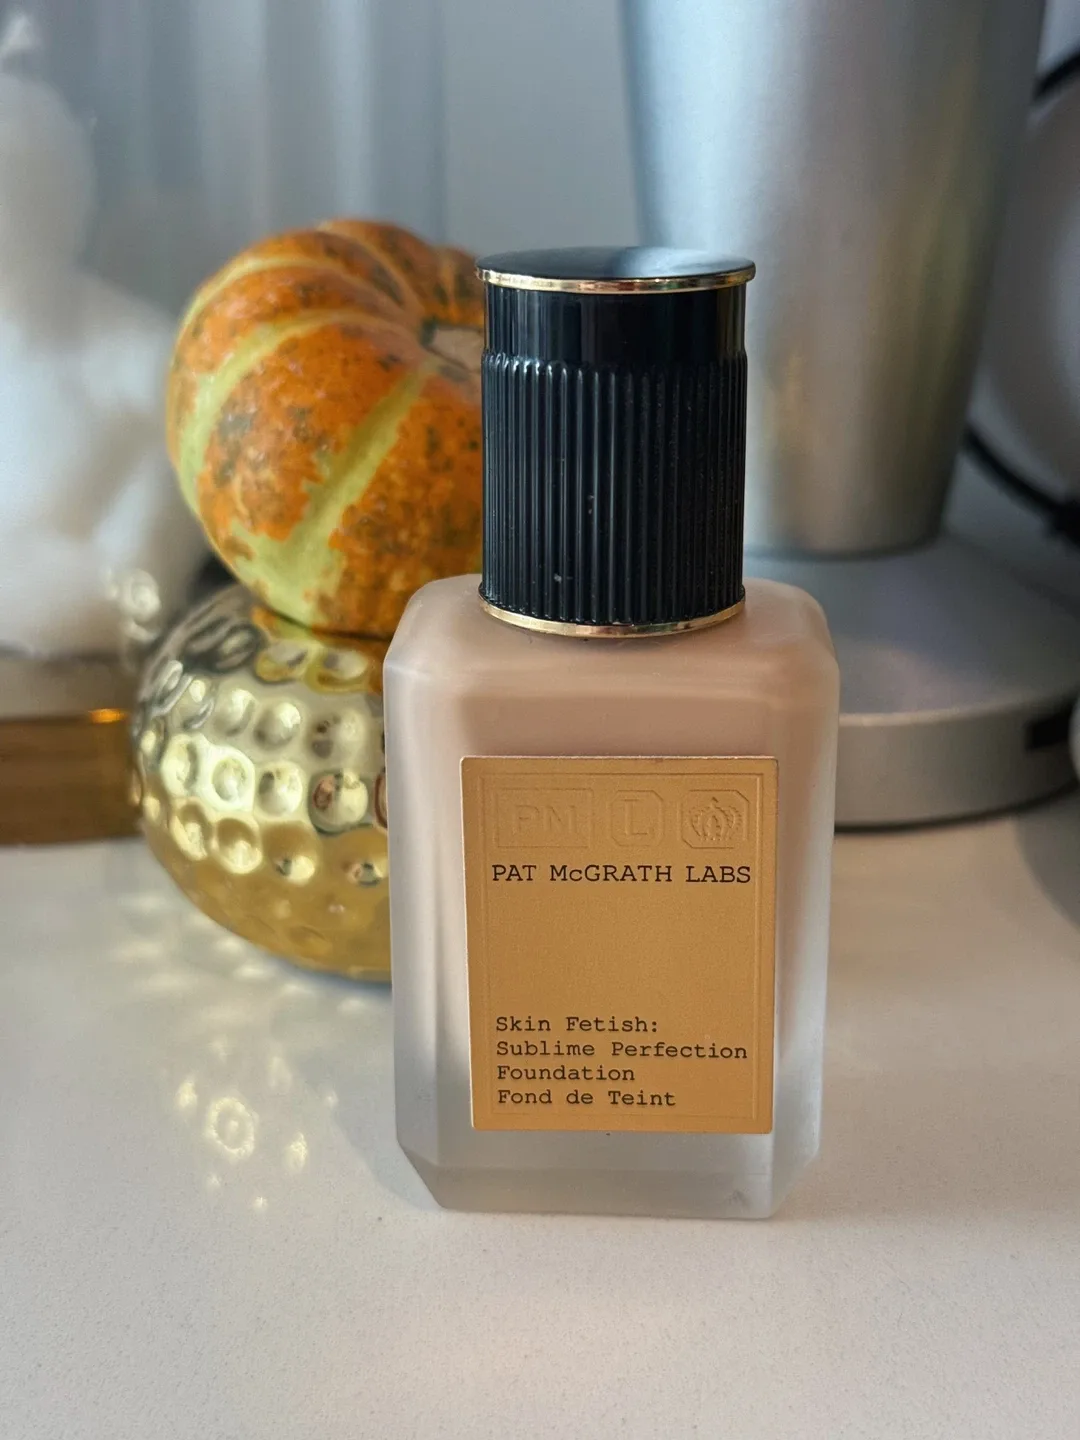 PM L
PAT McGRATH LABS
Skin Fetish:
Sublime Perfection
Foundation
Fond de Teint